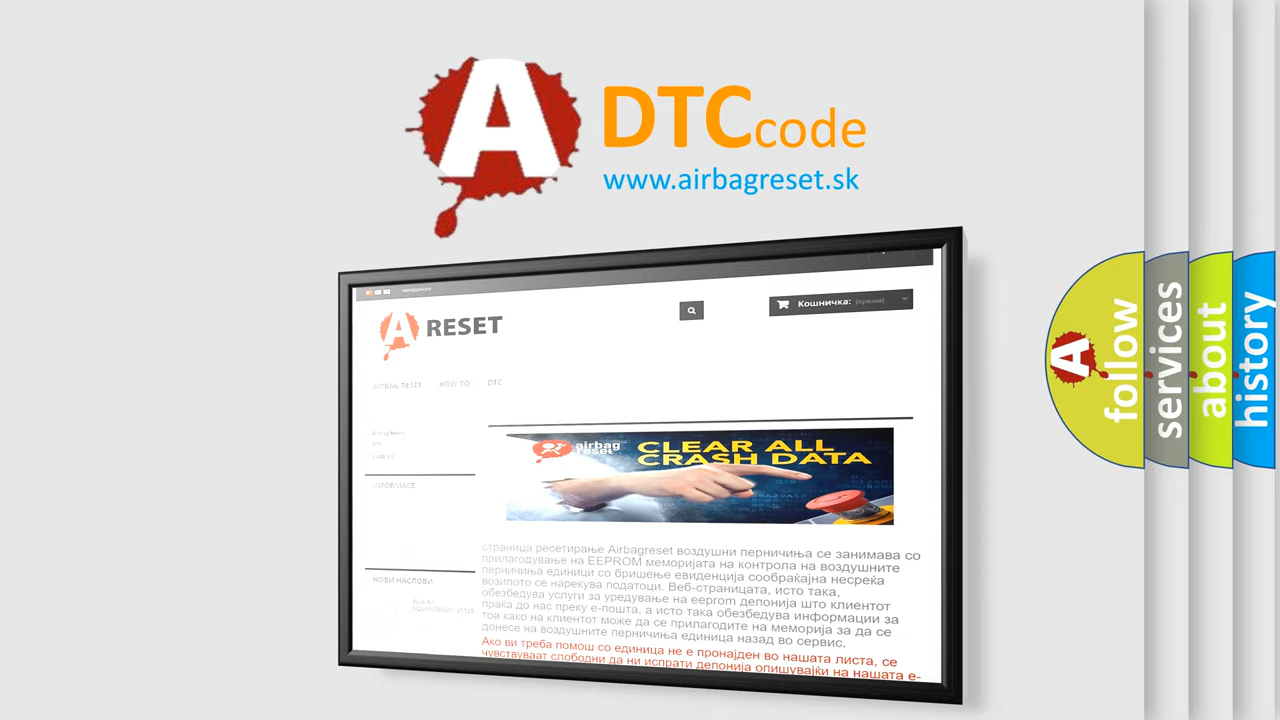 A
DTCcode
www.airbagreset.sk
A RESET
Кошничка: (празна)
AIRBAG RESET HOW TO DTC
INFORMACE
НОВИ НАСЛОВИ
airbag reset
CLEAR ALL
CRASH DATA
страница ресетирање Airbagreset воздушни перничиња се занимава со
прилагодување на EEPROM меморијата на контрола на воздушните
перничиња единици со бришење евиденција сообраќајна несреќа
возилото се нарекува податоци. Веб-страницата, исто така,
обезбедува услуги за уредување на eeprom депонија што клиентот
праќа до нас преку е-пошта, а исто така обезбедува информации за
тоа како на клиентот може да се прилагодите на меморија за да се
донесе на воздушните перничиња единица назад во сервис.
Ако ви треба помош со единица не е пронајден во нашата листа, се
чувствуваат слободни да ни испрати депонија опишувајќи на нашата е-
A
follow
services
about
history